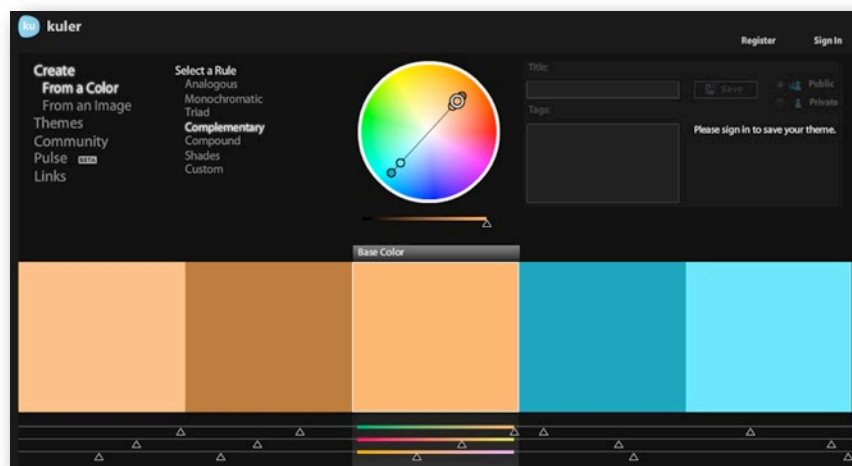 ku kuler
Register Sign In
Create
From a Color
From an Image
Themes
Community
Pulse BETA
Links
Select a Rule
Analogous
Monochromatic
Triad
Complementary
Compound
Shades
Custom
Title:
Save
Public
Private
Tags:
Please sign in to save your theme.
Base Color